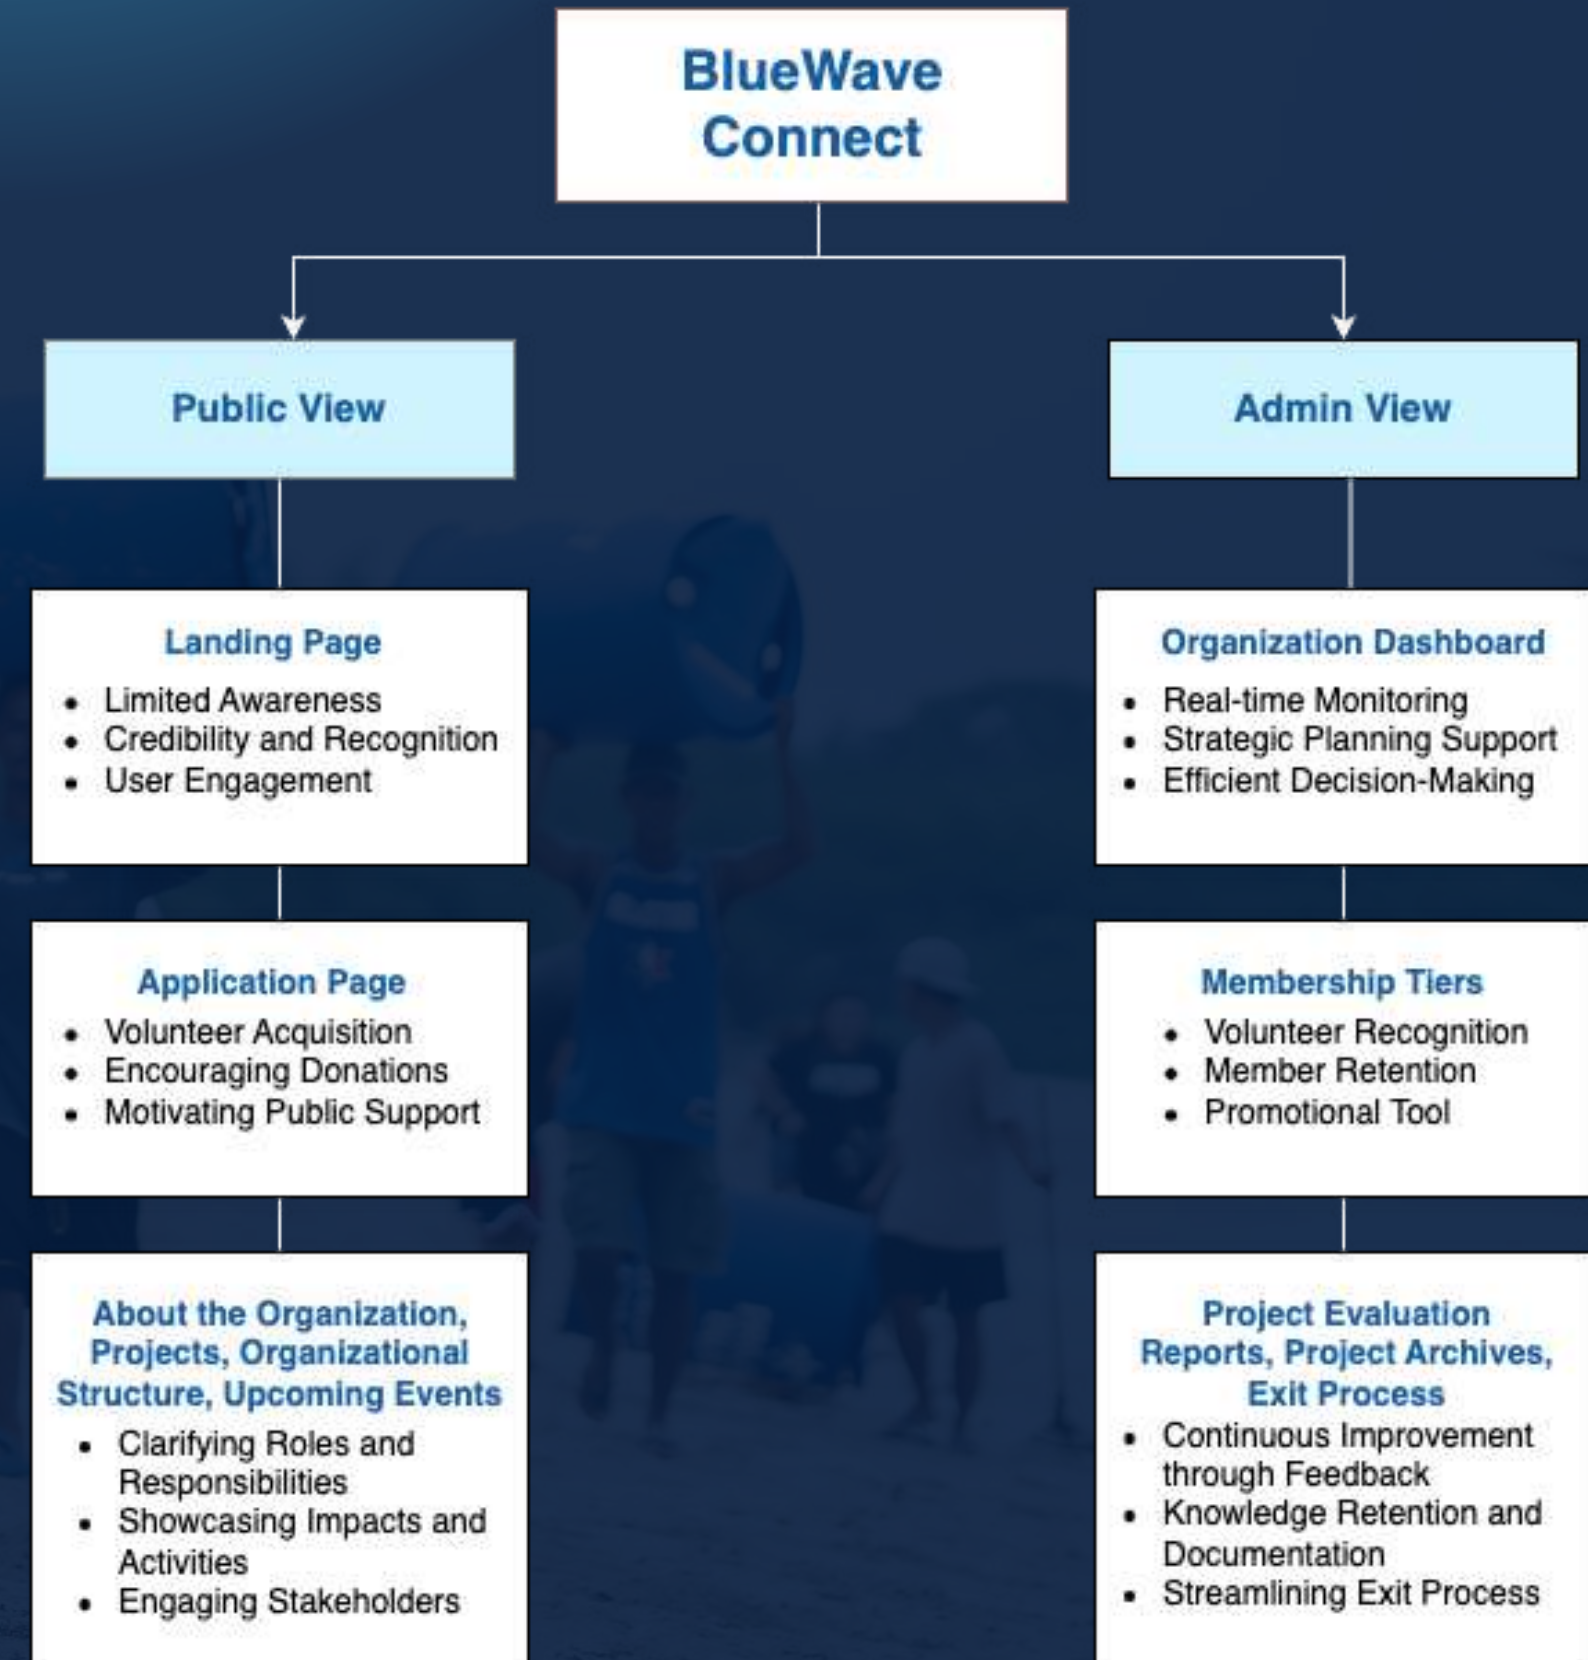 BlueWave
Connect
Public View
Admin View
Landing Page
• Limited Awareness
• Credibility and Recognition
• User Engagement
Organization Dashboard
• Real-time Monitoring
• Strategic Planning Support
• Efficient Decision-Making
Application Page
• Volunteer Acquisition
• Encouraging Donations
• Motivating Public Support
Membership Tiers
• Volunteer Recognition
• Member Retention
• Promotional Tool
About the Organization,
Projects, Organizational
Structure, Upcoming Events
• Clarifying Roles and
Responsibilities
• Showcasing Impacts and
Activities
• Engaging Stakeholders
Project Evaluation
Reports, Project Archives,
Exit Process
• Continuous Improvement
through Feedback
• Knowledge Retention and
Documentation
• Streamlining Exit Process